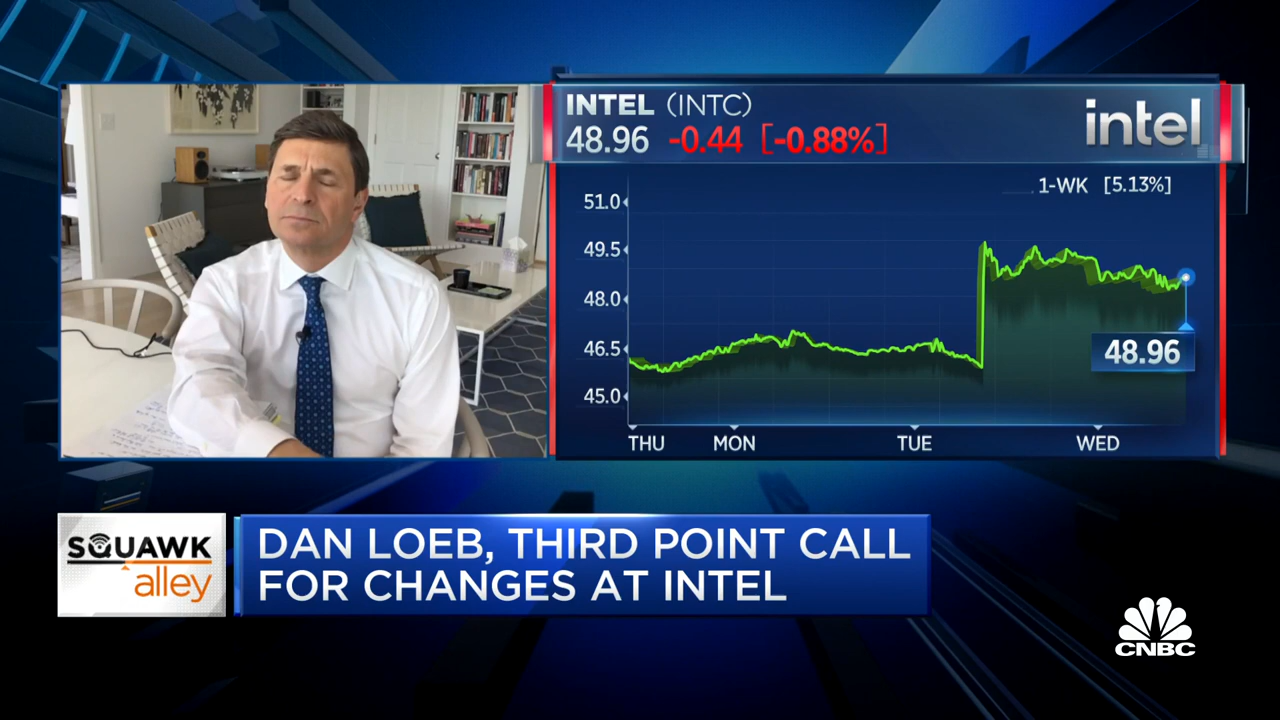 INTEL (INTC)
48.96 -0.44 [-0.88%]
intel
1-WK [5.13%]
51.0
49.5
48.0
46.5
45.0
48.96
THU MON TUE WED
SQUAWK
alley
DAN LOEB, THIRD POINT CALL
FOR CHANGES AT INTEL
CNBC